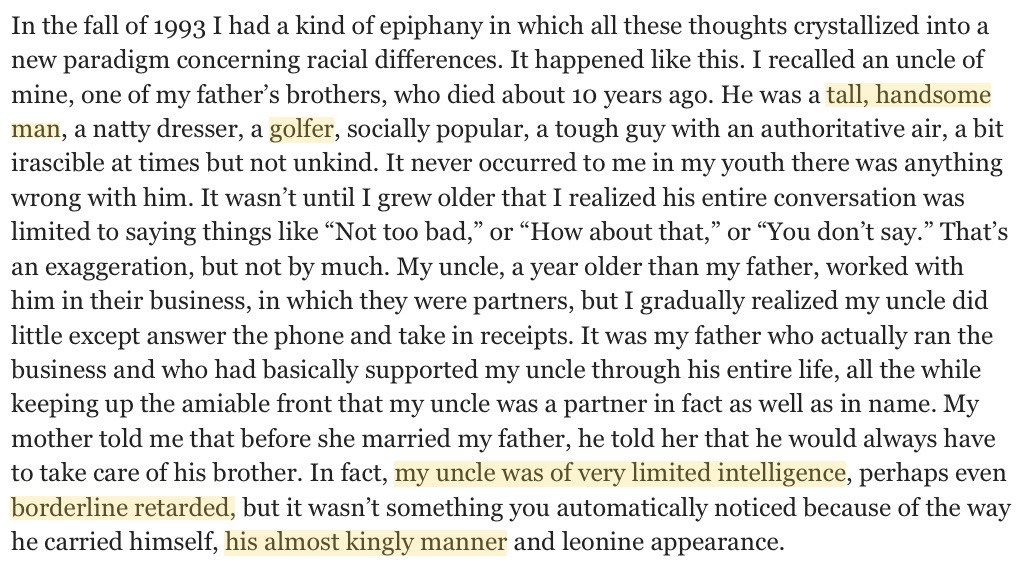 In the fall of 1993 I had a kind of epiphany in which all these thoughts crystallized into a
new paradigm concerning racial differences. It happened like this. I recalled an uncle of
mine, one of my father’s brothers, who died about 10 years ago. He was a tall, handsome
man, a natty dresser, a golfer, socially popular, a tough guy with an authoritative air, a bit
irascible at times but not unkind. It never occurred to me in my youth there was anything
wrong with him. It wasn’t until I grew older that I realized his entire conversation was
limited to saying things like “Not too bad,” or “How about that,” or “You don’t say.” That’s
an exaggeration, but not by much. My uncle, a year older than my father, worked with
him in their business, in which they were partners, but I gradually realized my uncle did
little except answer the phone and take in receipts. It was my father who actually ran the
business and who had basically supported my uncle through his entire life, all the while
keeping up the amiable front that my uncle was a partner in fact as well as in name. My
mother told me that before she married my father, he told her that he would always have
to take care of his brother. In fact, my uncle was of very limited intelligence, perhaps even
borderline retarded, but it wasn’t something you automatically noticed because of the way
he carried himself, his almost kingly manner and leonine appearance.